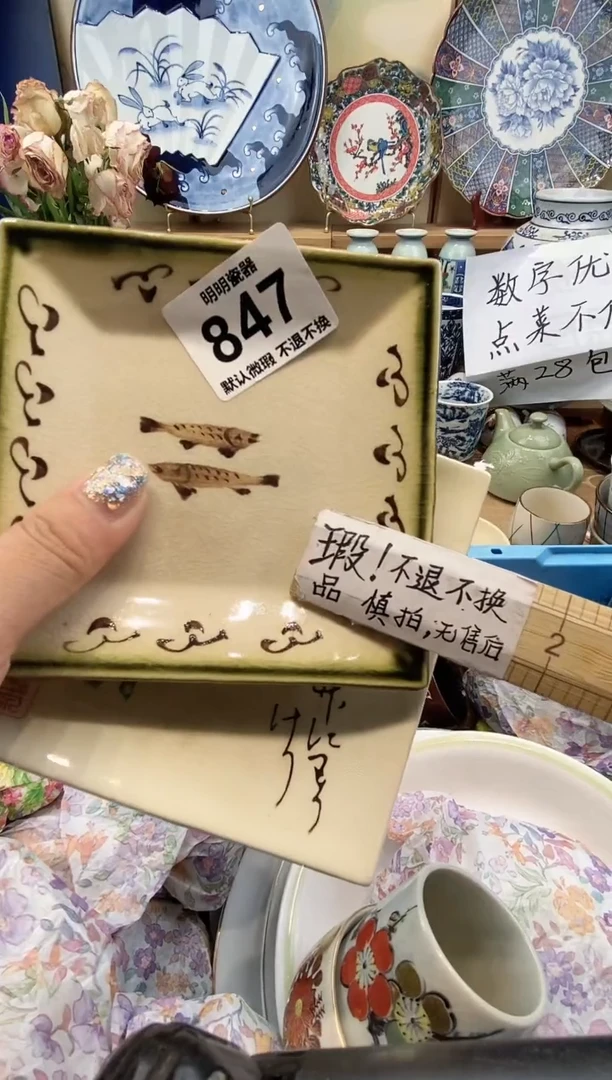 明明瓷器
847
默认微瑕 不退不换
数字优
点菜不
满28包
瑕!不退不换
品 慎拍,无售后
2